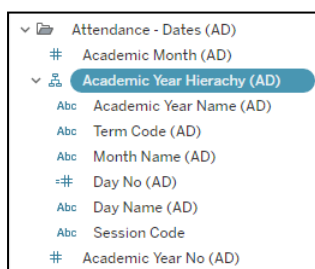 Attendance - Dates (AD)
# Academic Month (AD)
Academic Year Hierachy (AD)
Abc Academic Year Name (AD)
Abc Term Code (AD)
Abc Month Name (AD)
=# Day No (AD)
Abc Day Name (AD)
Abc Session Code
# Academic Year No (AD)